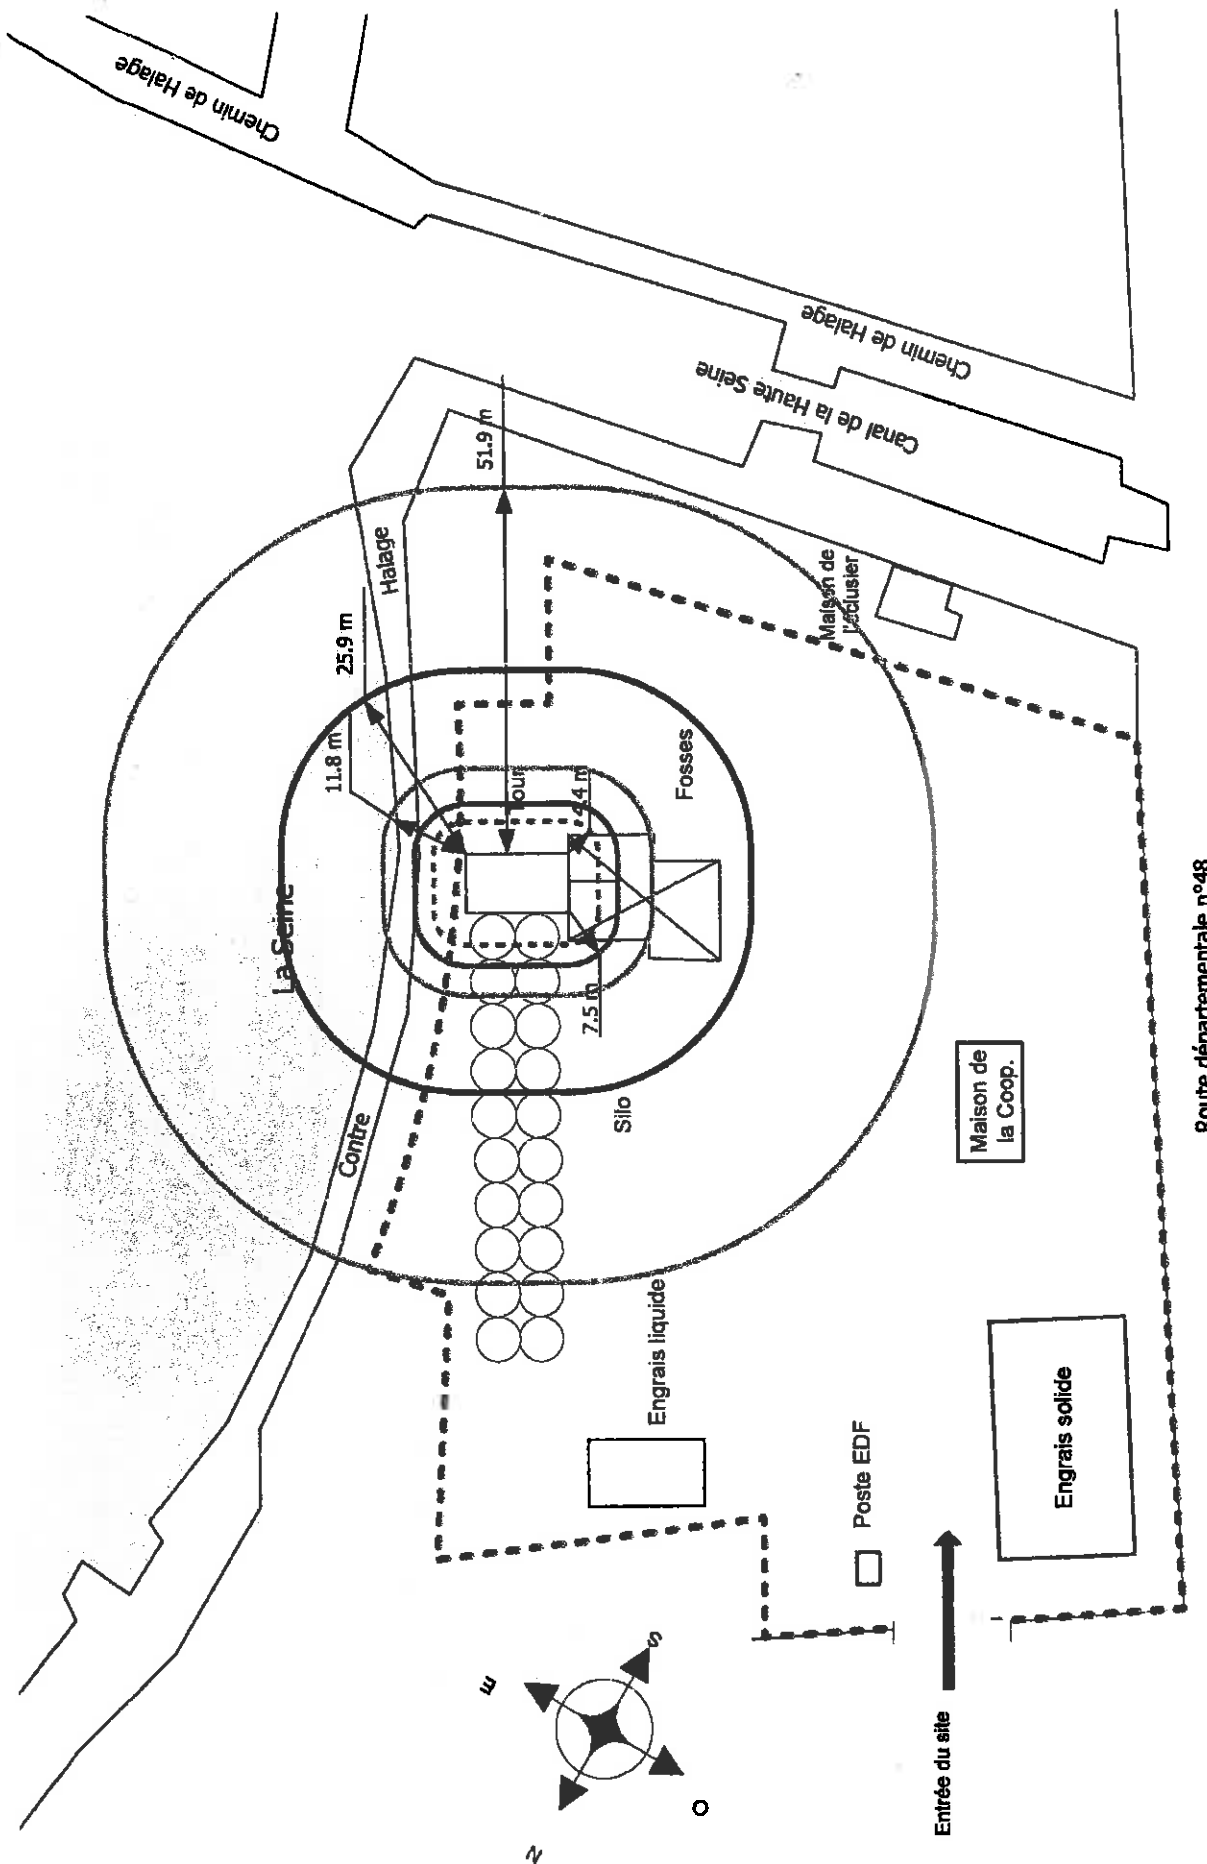 Chemin de Halage
Chemin de Halage
Canal de la Haute Seine
51.9 m
Halage
25.9 m
11.8 m
La Seine
Tour
4.4 m
Fosses
Maison de
l'éclusier
7.5 m
Silo
Contre
Maison de
la Coop.
Engrais liquide
Poste EDF
Engrais solide
Entrée du site
Route départementale n°48
N
E
S
O